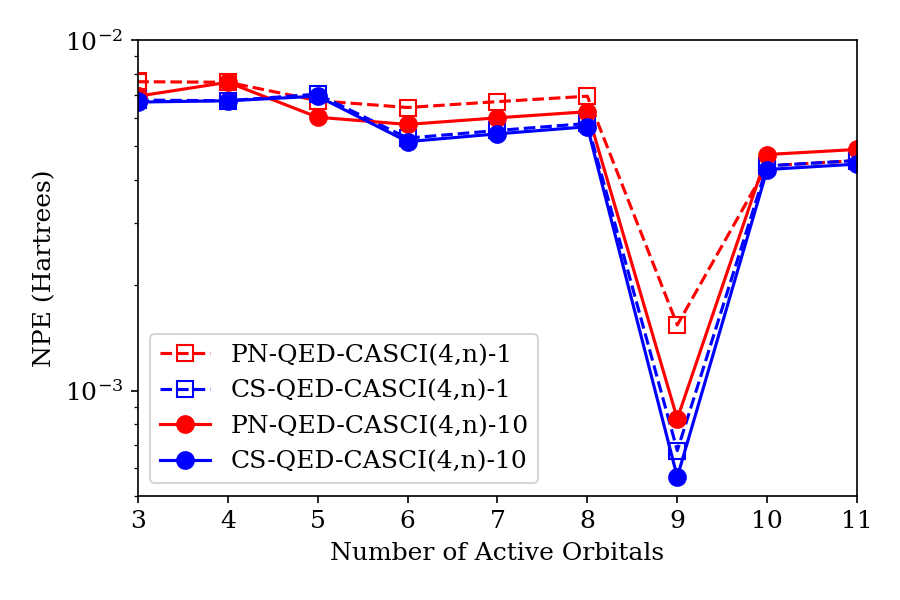 10⁻²
10⁻³
NPE (Hartrees)
PN-QED-CASCI(4,n)-1
CS-QED-CASCI(4,n)-1
PN-QED-CASCI(4,n)-10
CS-QED-CASCI(4,n)-10
3 4 5 6 7 8 9 10 11
Number of Active Orbitals